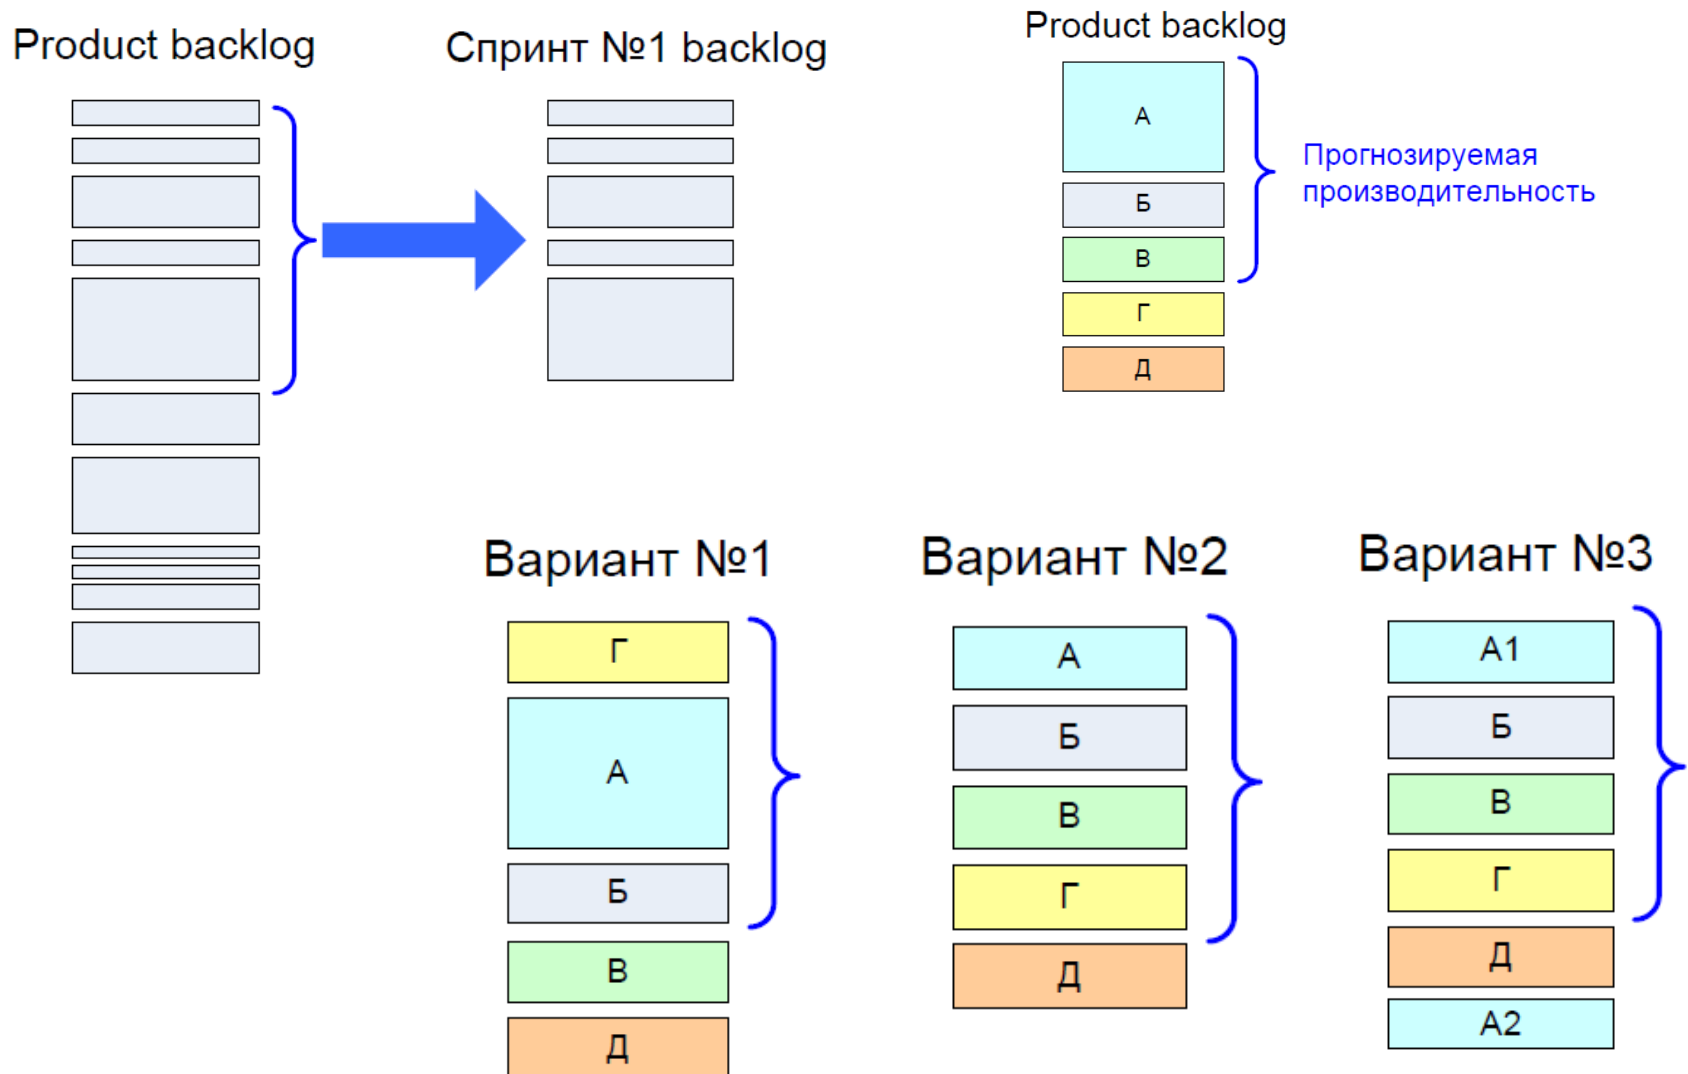 Product backlog
Спринт №1 backlog
Product backlog
А
Б
В
Г
Д
Прогнозируемая
производительность
Вариант №1
Г
А
Б
В
Д
Вариант №2
А
Б
В
Г
Д
Вариант №3
А1
Б
В
Г
Д
А2